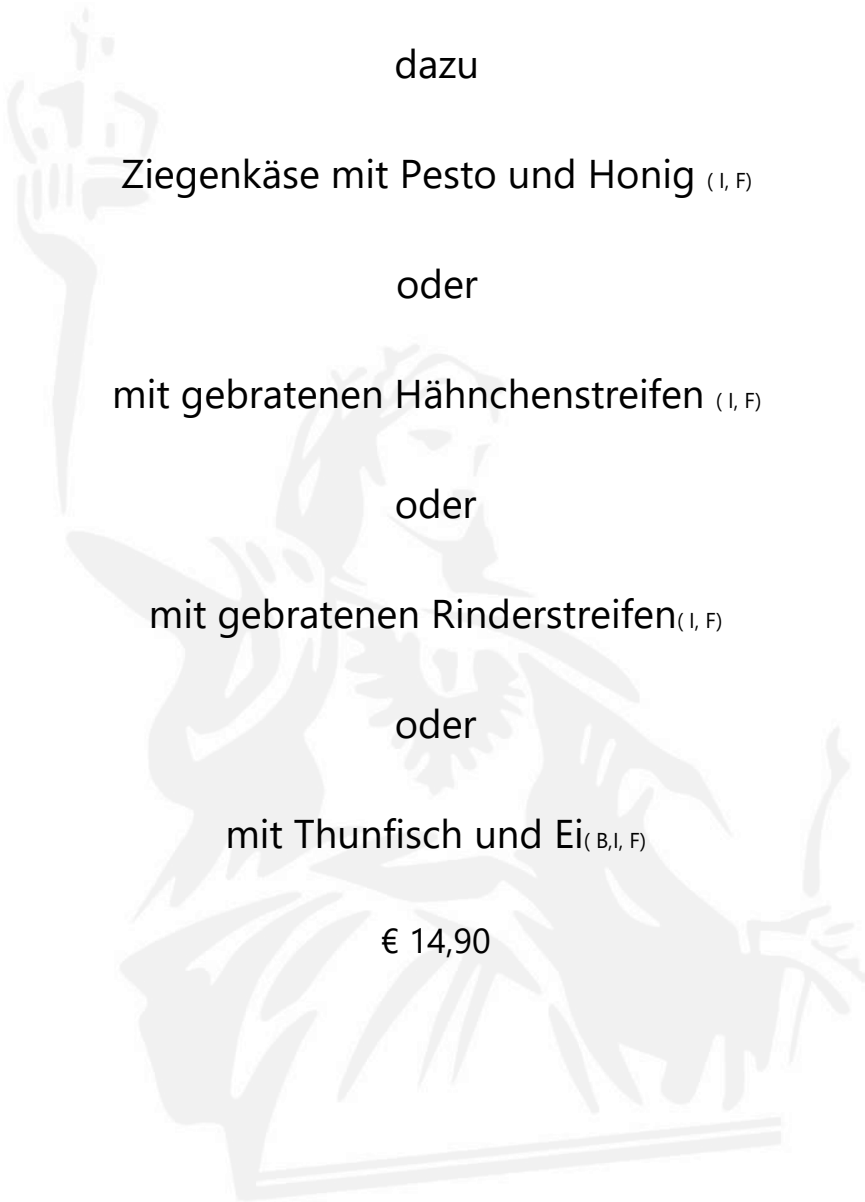 dazu
Ziegenkäse mit Pesto und Honig ( I, F)
oder
mit gebratenen Hähnchenstreifen ( I, F)
oder
mit gebratenen Rinderstreifen( I, F)
oder
mit Thunfisch und Ei( B,I, F)
€ 14,90